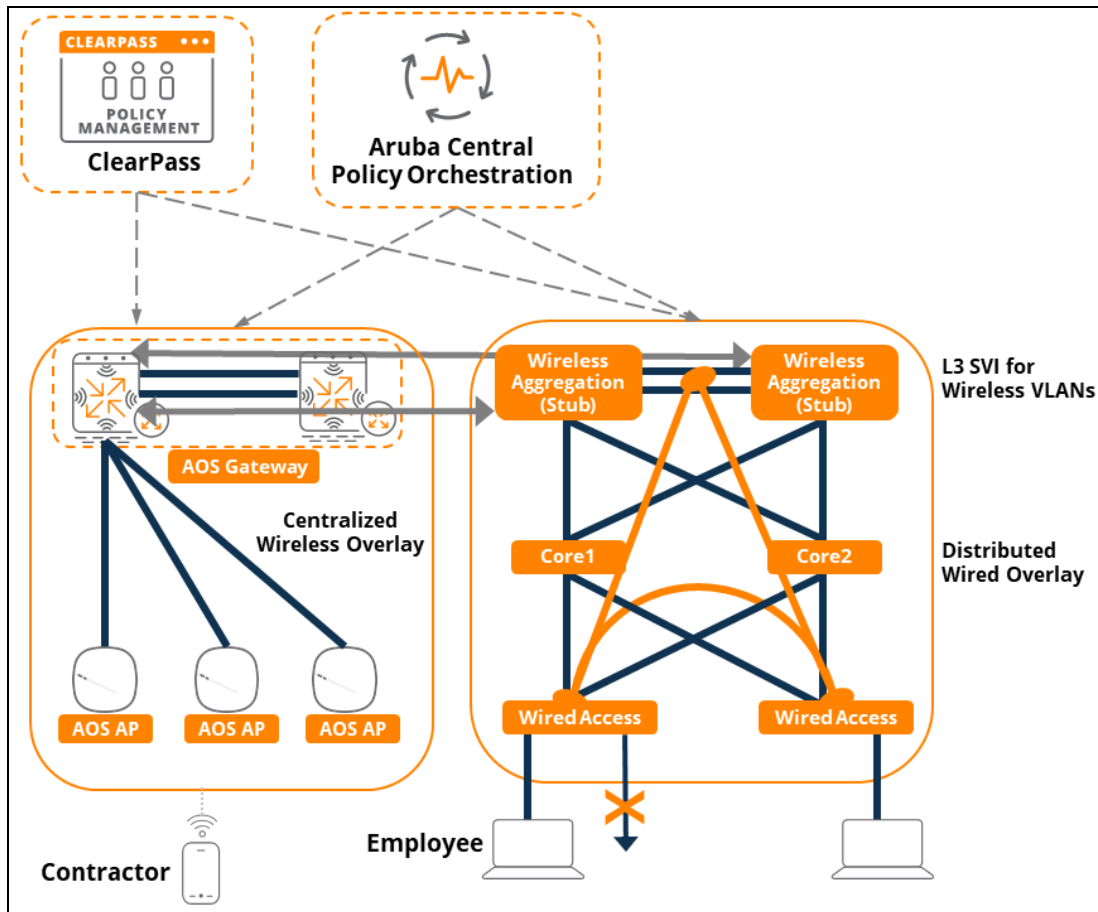 CLEARPASS
POLICY
MANAGEMENT
ClearPass
Aruba Central
Policy Orchestration
Wireless
Aggregation
(Stub)
Wireless
Aggregation
(Stub)
L3 SVI for
Wireless VLANs
AOS Gateway
Centralized
Wireless Overlay
Core1
Core2
Distributed
Wired Overlay
AOS AP
AOS AP
AOS AP
Wired Access
Wired Access
Employee
Contractor